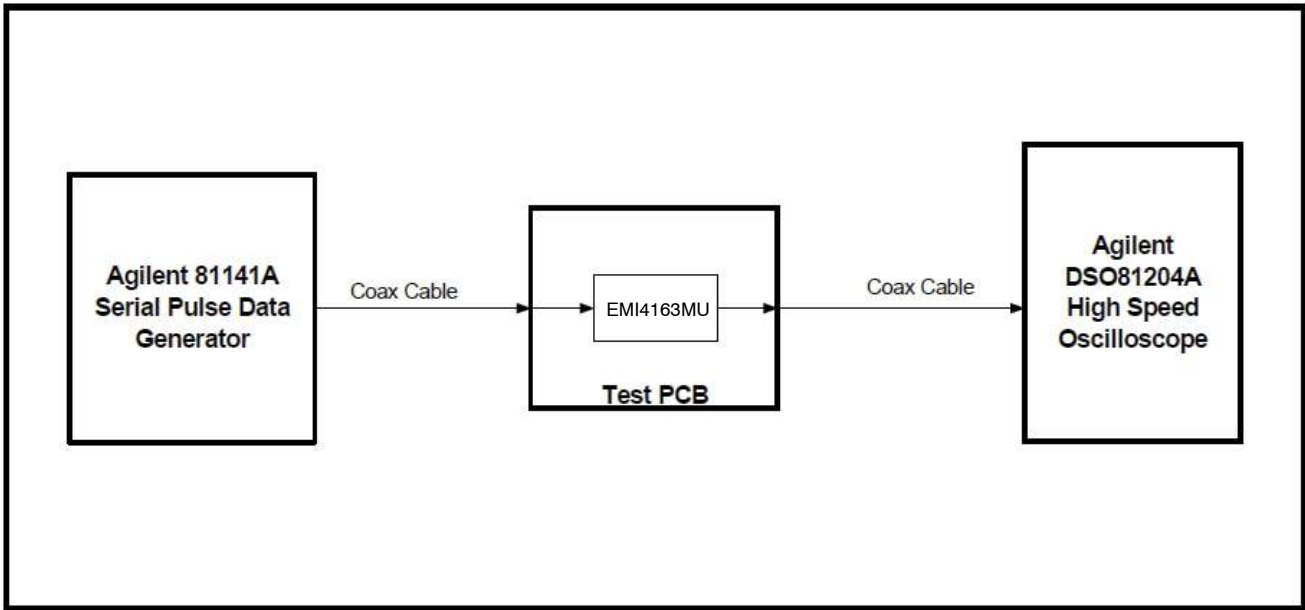 Agilent 81141A
Serial Pulse Data
Generator
Coax Cable
EMI4163MU
Test PCB
Coax Cable
Agilent
DSO81204A
High Speed
Oscilloscope